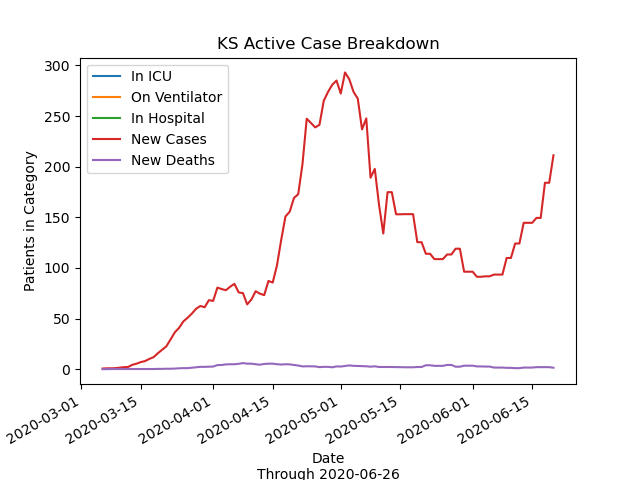 KS Active Case Breakdown
300
250
200
150
100
50
0
Patients in Category
In ICU
On Ventilator
In Hospital
New Cases
New Deaths
2020-03-01
2020-03-15
2020-04-01
2020-04-15
2020-05-01
2020-05-15
2020-06-01
2020-06-15
Date
Through 2020-06-26